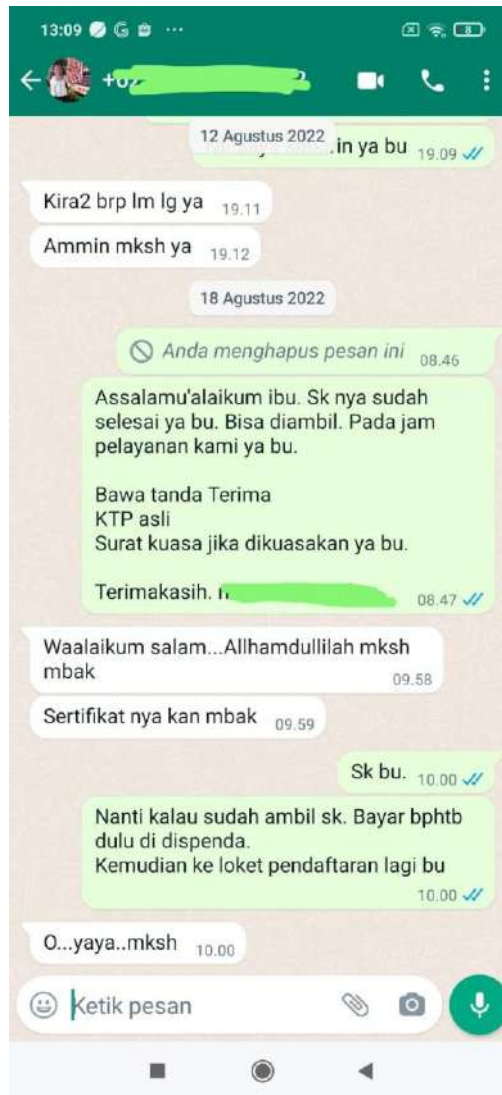 13:09
8
12 Agustus 2022
in ya bu 19.09
Kira2 brp lm lg ya 19.11
Ammin mksh ya 19.12
18 Agustus 2022
Anda menghapus pesan ini 08.46
Assalamu'alaikum ibu. Sk nya sudah
selesai ya bu. Bisa diambil. Pada jam
pelayanan kami ya bu.
Bawa tanda Terima
KTP asli
Surat kuasa jika dikuasakan ya bu.
Terimakasih. 08.47
Waalaikum salam...Allhamdullilah mksh
mbak 09.58
Sertifikat nya kan mbak 09.59
Sk bu. 10.00
Nanti kalau sudah ambil sk. Bayar bphtb
dulu di dispenda.
Kemudian ke loket pendaftaran lagi bu
10.00
O...yaya..mksh 10.00
Ketik pesan